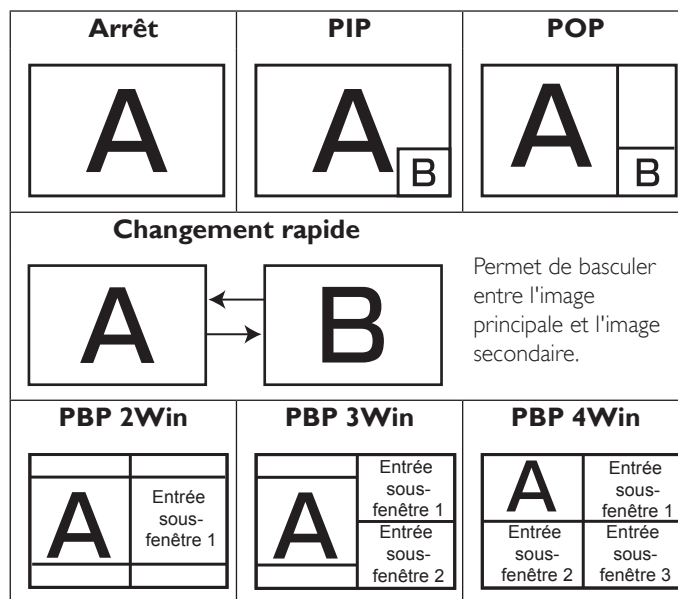 Arrêt
PIP
POP
A
A
B
A
B
Changement rapide
A
B
Permet de basculer
entre l'image
principale et l'image
secondaire.
PBP 2Win
PBP 3Win
PBP 4Win
A
Entrée
sous-
fenêtre 1
A
Entrée
sous-
fenêtre 1
Entrée
sous-
fenêtre 2
A
Entrée
sous-
fenêtre 1
Entrée
sous-
fenêtre 2
Entrée
sous-
fenêtre 3